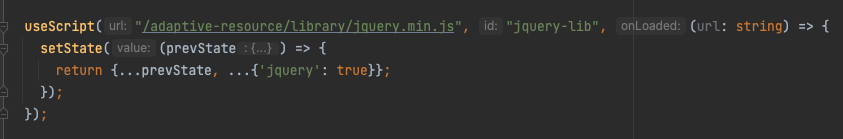 useScript( url: "/adaptive-resource/library/jquery.min.js", id: "jquery-lib", onLoaded: (url: string) => {
  setState( value: (prevState : {...} ) => {
    return {...prevState, ...{'jquery': true}};
  });
});